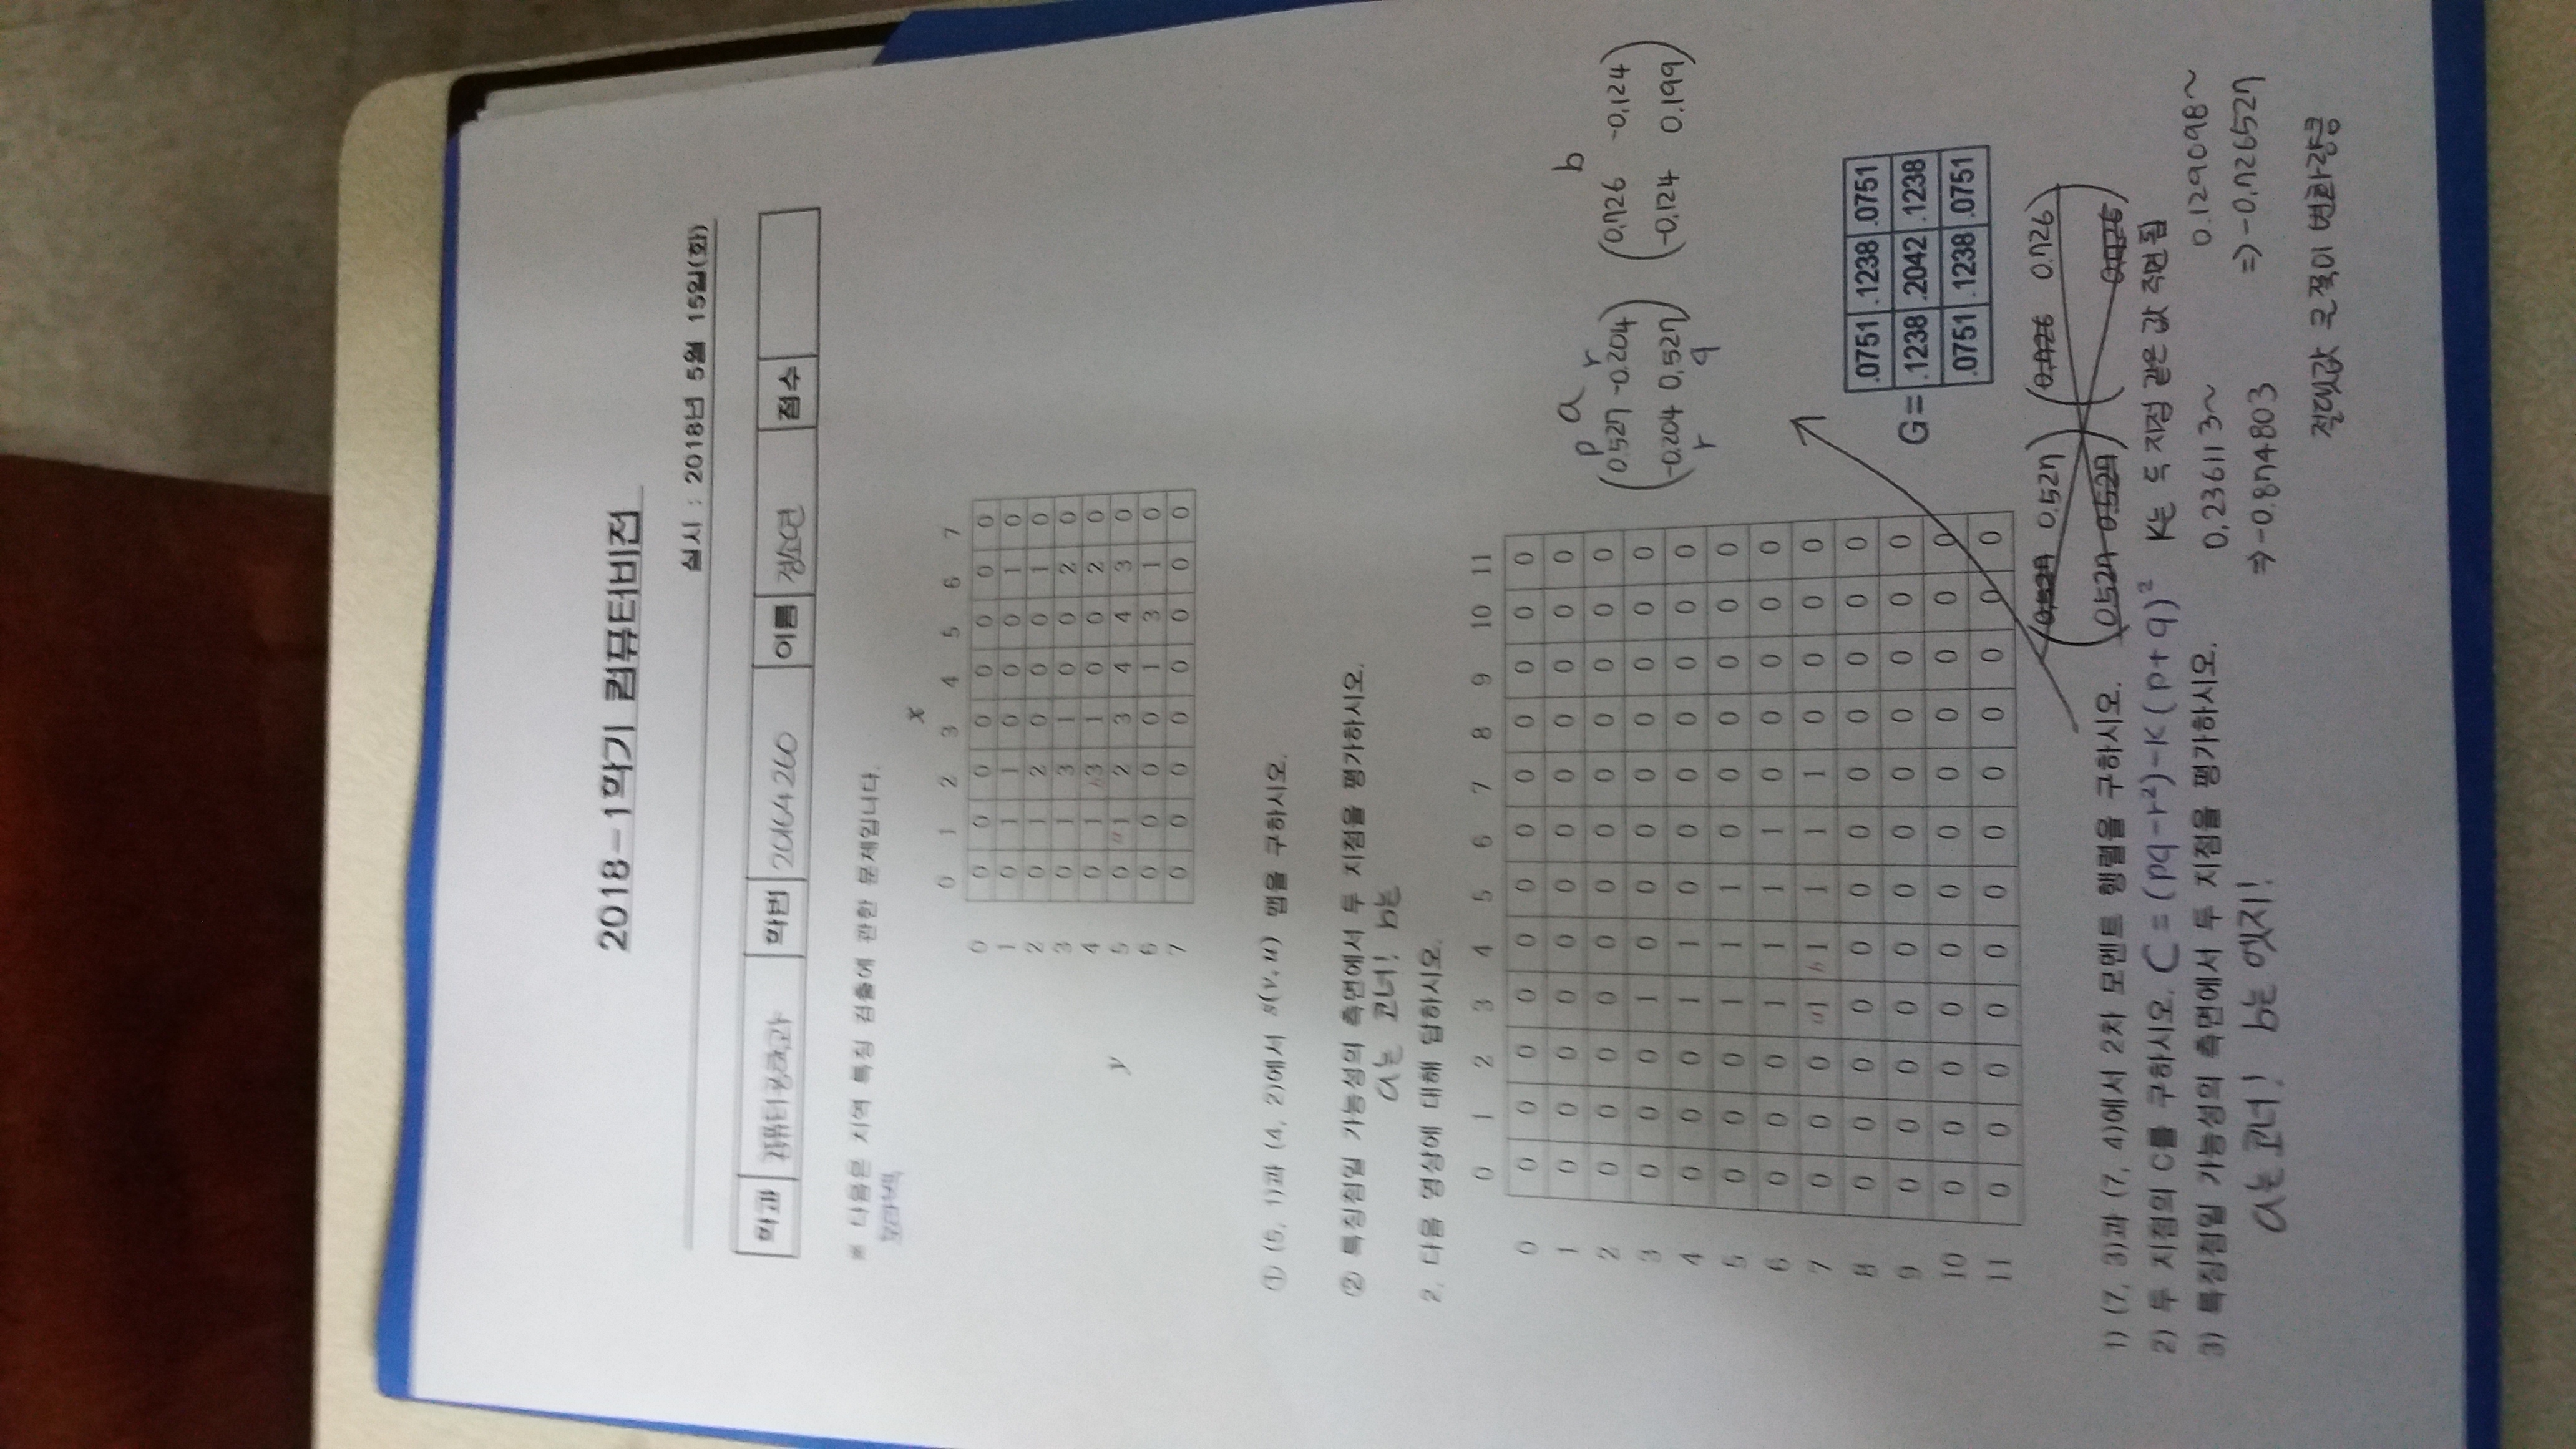 2018-1학기 컴퓨터비전
실시 : 2018년 5월 15일(화)
학과 컴퓨터공학과 학번 20164260 이름 정소연 점수
※ 다음은 지역 특징 검출에 관한 문제입니다.
x
0 1 2 3 4 5 6 7
0 0 0 0 0 0 0 0 0
1 0 1 1 0 0 0 1 0
2 0 1 2 0 0 0 1 0
3 0 1 3 1 0 0 2 0
4 0 1 b3 1 0 0 2 0
y
5 0 a1 2 3 4 4 3 0
6 0 0 0 0 1 3 1 0
7 0 0 0 0 0 0 0 0
① (5, 1)과 (4, 2)에서 s(v,u) 맵을 구하시오.
② 특징점일 가능성의 측면에서 두 지점을 평가하시오.
a는 코너! b는
2. 다음 영상에 대해 답하시오.
0 1 2 3 4 5 6 7 8 9 10 11
0 0 0 0 0 0 0 0 0 0 0 0 0
1 0 0 0 0 0 0 0 0 0 0 0 0
2 0 0 0 0 0 0 0 0 0 0 0 0
3 0 0 0 1 0 0 0 0 0 0 0 0
4 0 0 0 1 1 0 0 0 0 0 0 0
5 0 0 0 1 1 1 0 0 0 0 0 0
6 0 0 0 1 1 1 1 0 0 0 0 0
7 0 0 0 a1 b1 1 1 1 0 0 0 0
8 0 0 0 0 0 0 0 0 0 0 0 0
9 0 0 0 0 0 0 0 0 0 0 0 0
10 0 0 0 0 0 0 0 0 0 0 0 0
11 0 0 0 0 0 0 0 0 0 0 0 0
a b
p r
0.527 -0.204 0.726 -0.124
-0.204 0.527 -0.124 0.199
r q
.0751 .1238 .0751
G= .1238 .2042 .1238
.0751 .1238 .0751
0.527 0.527 0.726 0.726
0.527 0.527 0.726
1) (7, 3)과 (7, 4)에서 2차 모멘트 행렬을 구하시오.
2) 두 지점의 C를 구하시오. C=(pq-r²)-K(p+q)² K는 두 지점 같은 값 주면 됨
3) 특징점일 가능성의 측면에서 두 지점을 평가하시오.
0.236113~ 0.129098~
⇒-0.874803 ⇒-0.726527
a는 코너! b는 엣지!
절댓값 큰 쪽이 변화량 큼